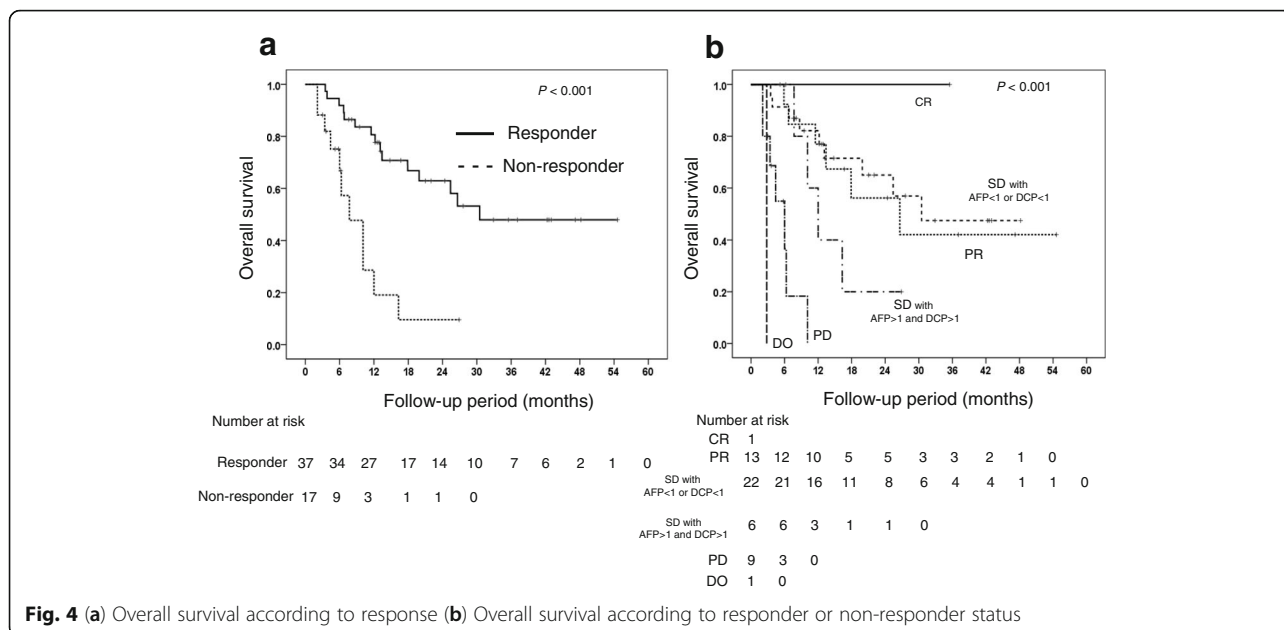 a
P < 0.001
Responder
Non-responder
Overall survival
1.0
0.8
0.6
0.4
0.2
0.0
0 6 12 18 24 30 36 42 48 54 60
Follow-up period (months)
Number at risk
Responder 37 34 27 17 14 10 7 6 2 1 0
Non-responder 17 9 3 1 1 0
b
P < 0.001
CR
SD with
AFP<1 or DCP<1
PR
SD with
AFP>1 and DCP>1
DO
PD
Overall survival
1.0
0.8
0.6
0.4
0.2
0.0
0 6 12 18 24 30 36 42 48 54 60
Follow-up period (months)
Number at risk
CR 1
PR 13 12 10 5 5 3 3 2 1 0
SD with
AFP<1 or DCP<1 22 21 16 11 8 6 4 4 1 1 0
SD with
AFP>1 and DCP>1 6 6 3 1 1 0
PD 9 3 0
DO 1 0
Fig. 4 (a) Overall survival according to response (b) Overall survival according to responder or non-responder status